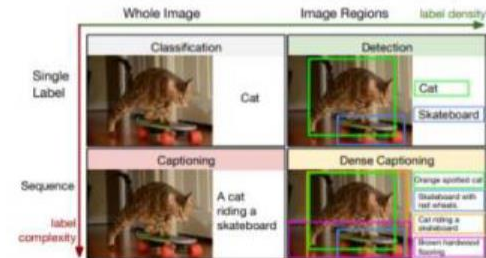 Whole Image
Image Regions
label density
Single
Label
Classification
Cat
Detection
Cat
Skateboard
Sequence
label
complexity
Captioning
A cat
riding a
skateboard
Dense Captioning
Orange spotted cat
Skateboard with
red wheels
Cat riding a
skateboard
Brown hardwood
flooring